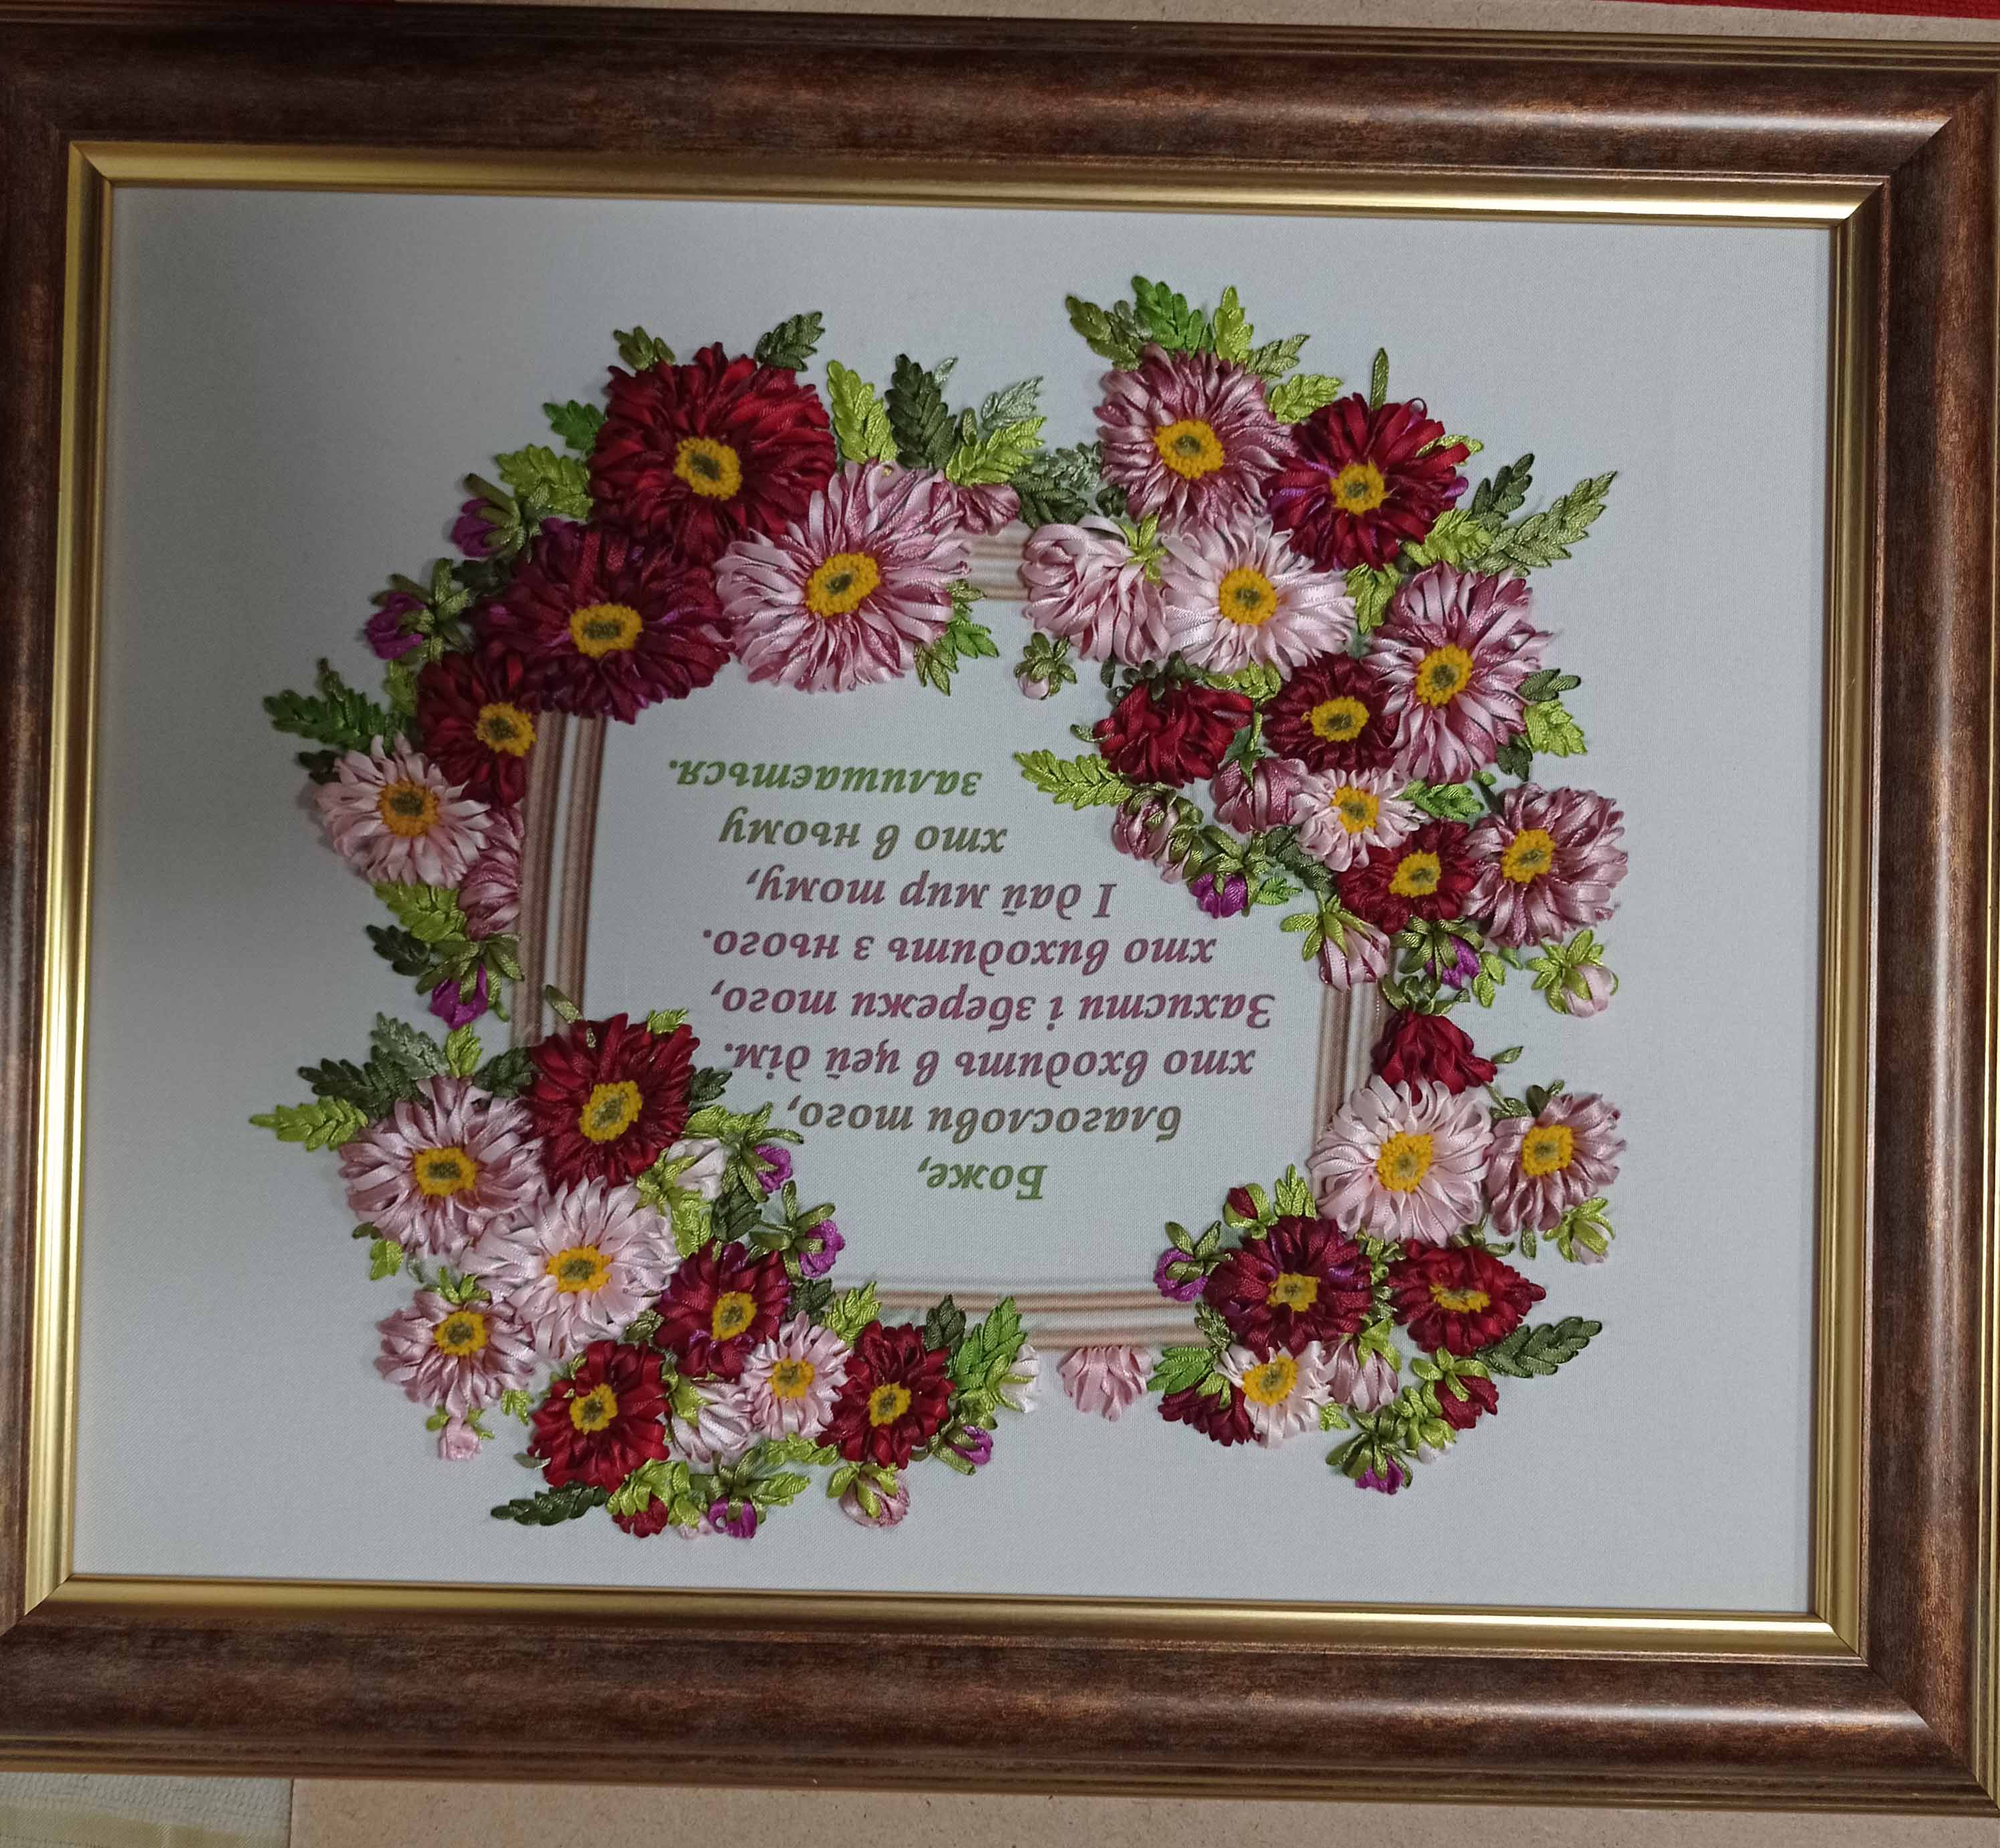 Боже,
благослови того,
хто входить в цей дім.
Захисти і збережи того,
хто виходить з нього.
І дай мир тому,
хто в ньому
залишається.